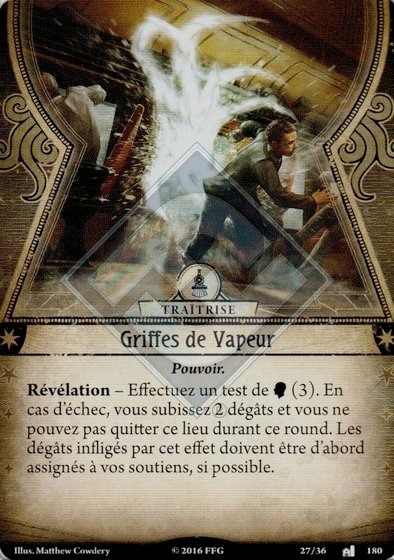 TRAÎTRISE
Griffes de Vapeur
Pouvoir.
Révélation – Effectuez un test de (3). En
cas d'échec, vous subissez 2 dégâts et vous ne
pouvez pas quitter ce lieu durant ce round. Les
dégâts infligés par cet effet doivent être d'abord
assignés à vos soutiens, si possible.
Illus. Matthew Cowdery © 2016 FFG 27/36 180